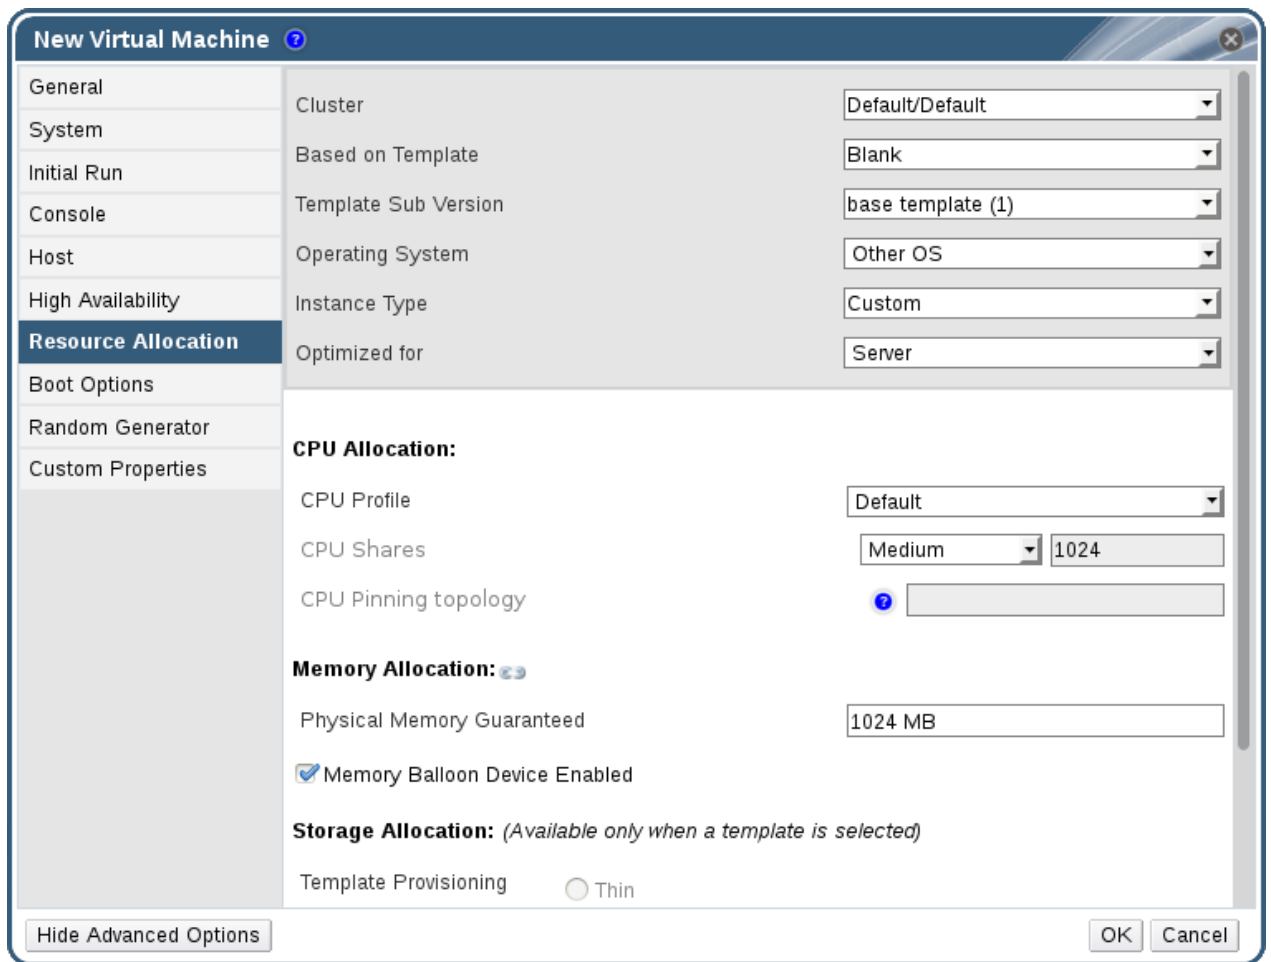 New Virtual Machine ?
General
System
Initial Run
Console
Host
High Availability
Resource Allocation
Boot Options
Random Generator
Custom Properties
Cluster Default/Default
Based on Template Blank
Template Sub Version base template (1)
Operating System Other OS
Instance Type Custom
Optimized for Server
CPU Allocation:
CPU Profile Default
CPU Shares Medium 1024
CPU Pinning topology ?
Memory Allocation:
Physical Memory Guaranteed 1024 MB
Memory Balloon Device Enabled
Storage Allocation: (Available only when a template is selected)
Template Provisioning Thin
Hide Advanced Options OK Cancel